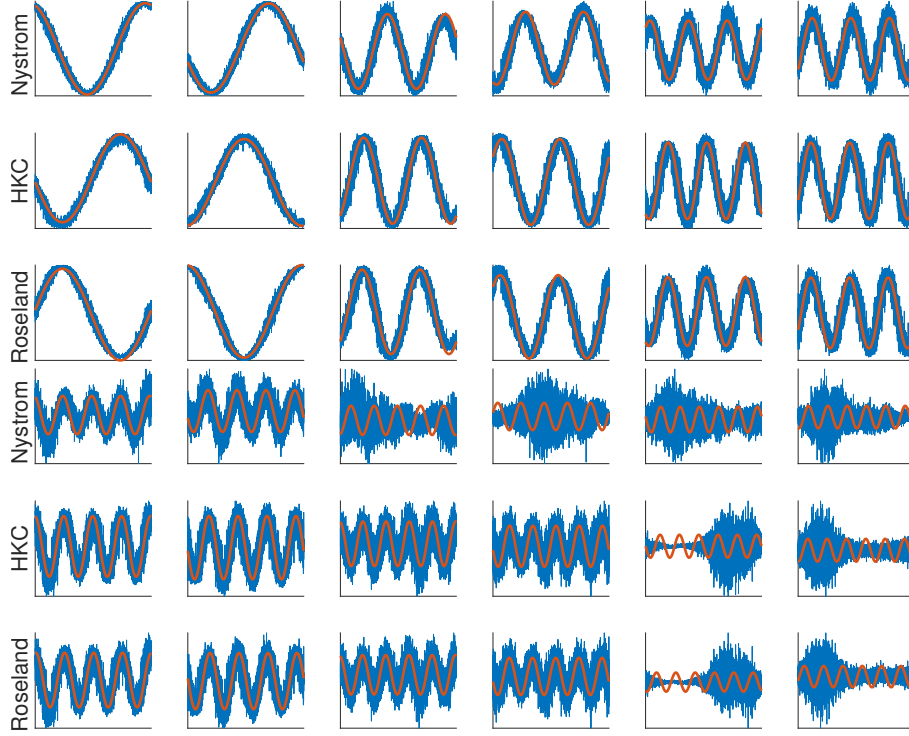 Nystrom
HKC
Roseland
Nystrom
HKC
Roseland